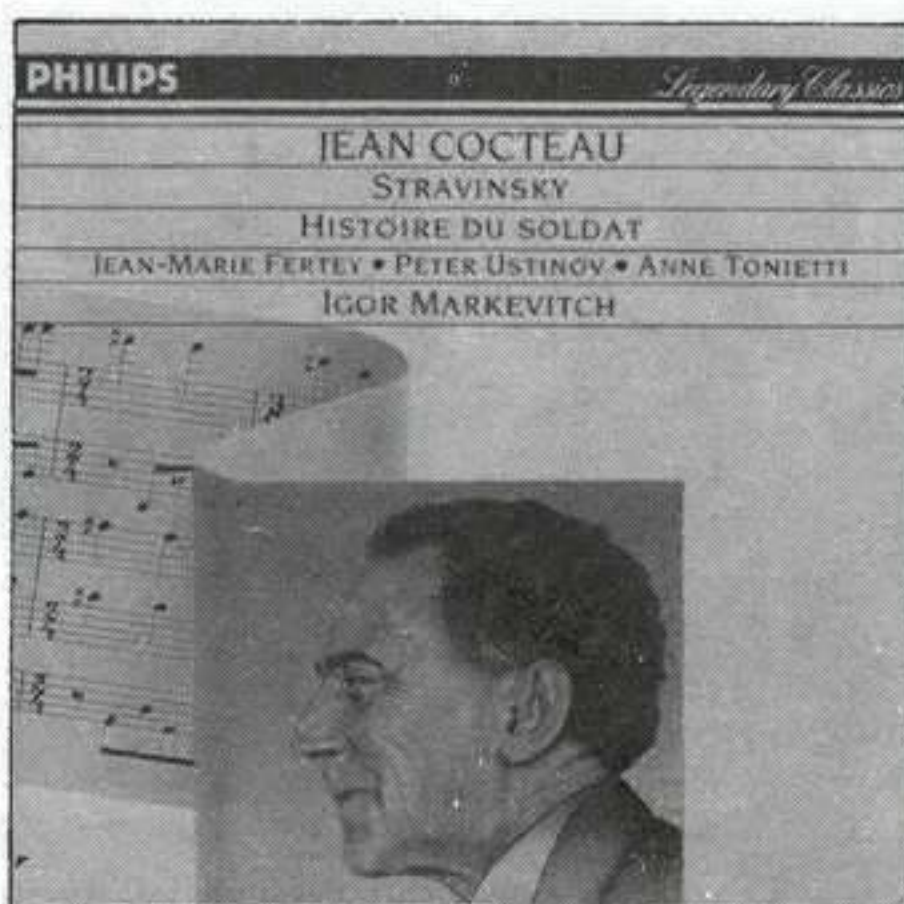 PHILIPS Legendary Classics
JEAN COCTEAU
STRAVINSKY
HISTOIRE DU SOLDAT
JEAN-MARIE FERTEY • PETER USTINOV • ANNE TONIETTI
IGOR MARKEVITCH